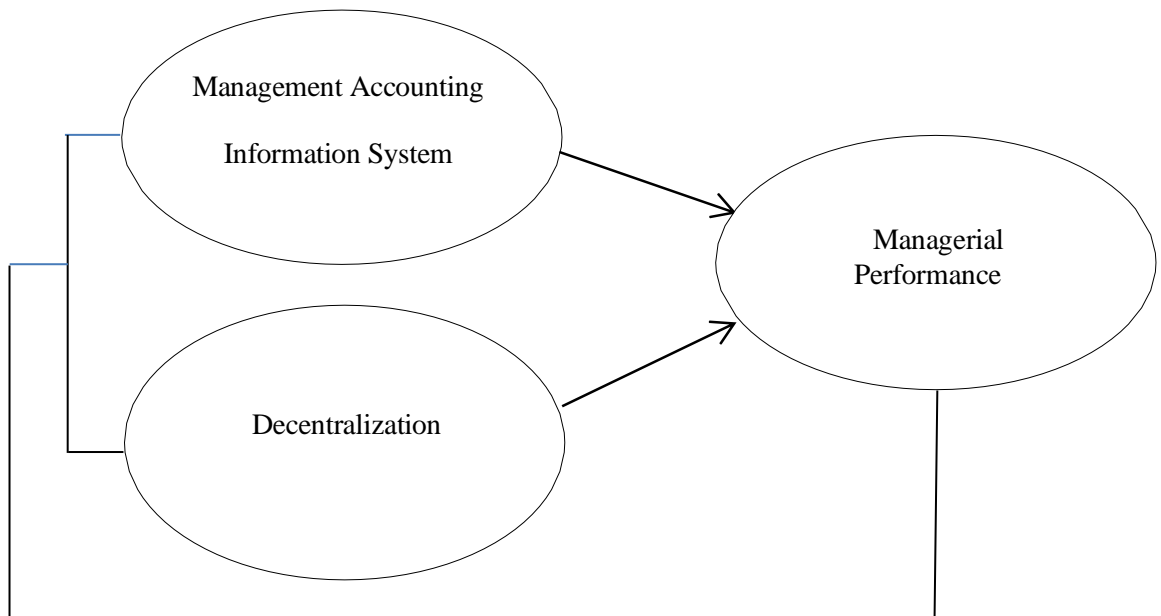 Management Accounting
Information System
Managerial
Performance
Decentralization